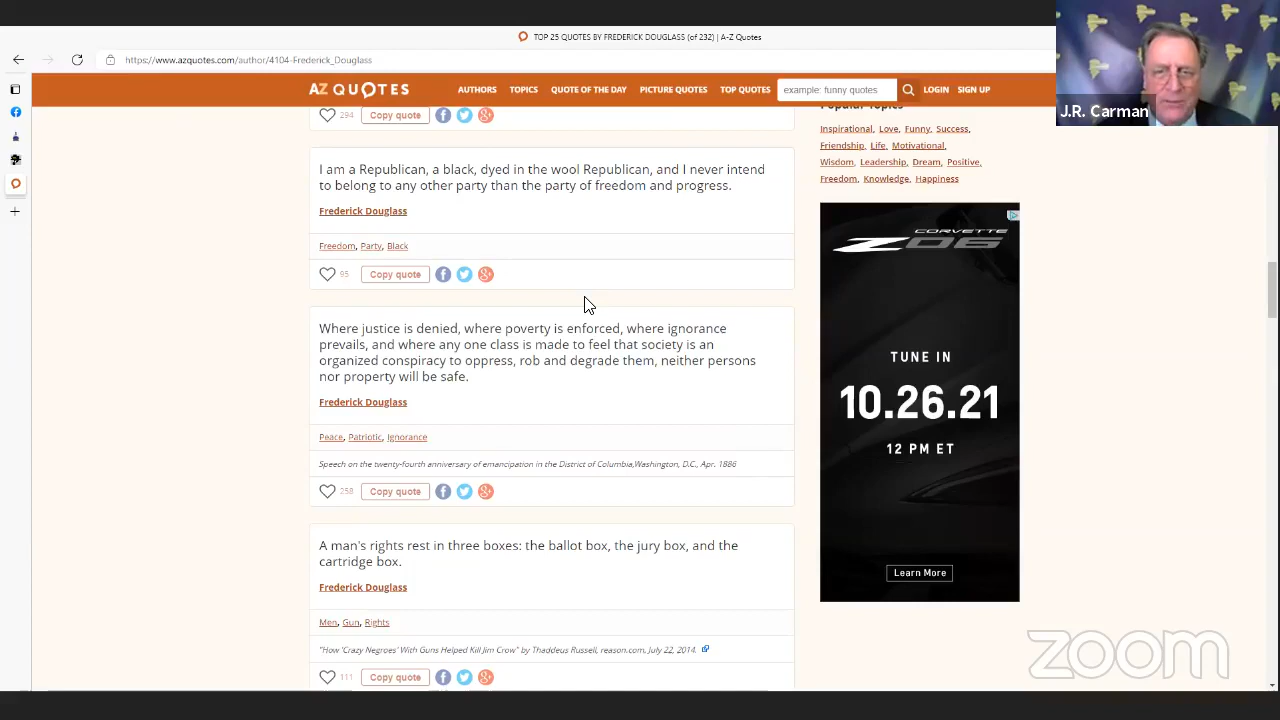 TOP 25 QUOTES BY FREDERICK DOUGLASS (of 232) | A-Z Quotes
https://www.azquotes.com/author/4104-Frederick_Douglass
J.R. Carman
AZ QUOTES AUTHORS TOPICS QUOTE OF THE DAY PICTURE QUOTES TOP QUOTES example: funny quotes LOGIN SIGN UP
294 Copy quote
I am a Republican, a black, dyed in the wool Republican, and I never intend
to belong to any other party than the party of freedom and progress.
Frederick Douglass
Freedom, Party, Black
95 Copy quote
Where justice is denied, where poverty is enforced, where ignorance
prevails, and where any one class is made to feel that society is an
organized conspiracy to oppress, rob and degrade them, neither persons
nor property will be safe.
Frederick Douglass
Peace, Patriotic, Ignorance
Speech on the twenty-fourth anniversary of emancipation in the District of Columbia,Washington, D.C., Apr. 1886
258 Copy quote
A man's rights rest in three boxes: the ballot box, the jury box, and the
cartridge box.
Frederick Douglass
Men, Gun, Rights
"How 'Crazy Negroes' With Guns Helped Kill Jim Crow" by Thaddeus Russell, reason.com, July 22, 2014.
111 Copy quote
Popular Topics
Inspirational, Love, Funny, Success,
Friendship, Life, Motivational,
Wisdom, Leadership, Dream, Positive,
Freedom, Knowledge, Happiness
CORVETTE
Z06
TUNE IN
10.26.21
12 PM ET
Learn More
zoom